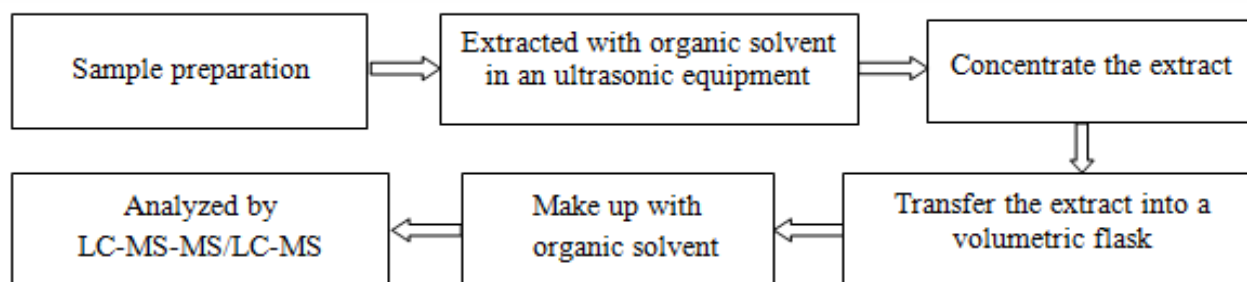 Sample preparation
Extracted with organic solvent
in an ultrasonic equipment
Concentrate the extract
Transfer the extract into a
volumetric flask
Make up with
organic solvent
Analyzed by
LC-MS-MS/LC-MS